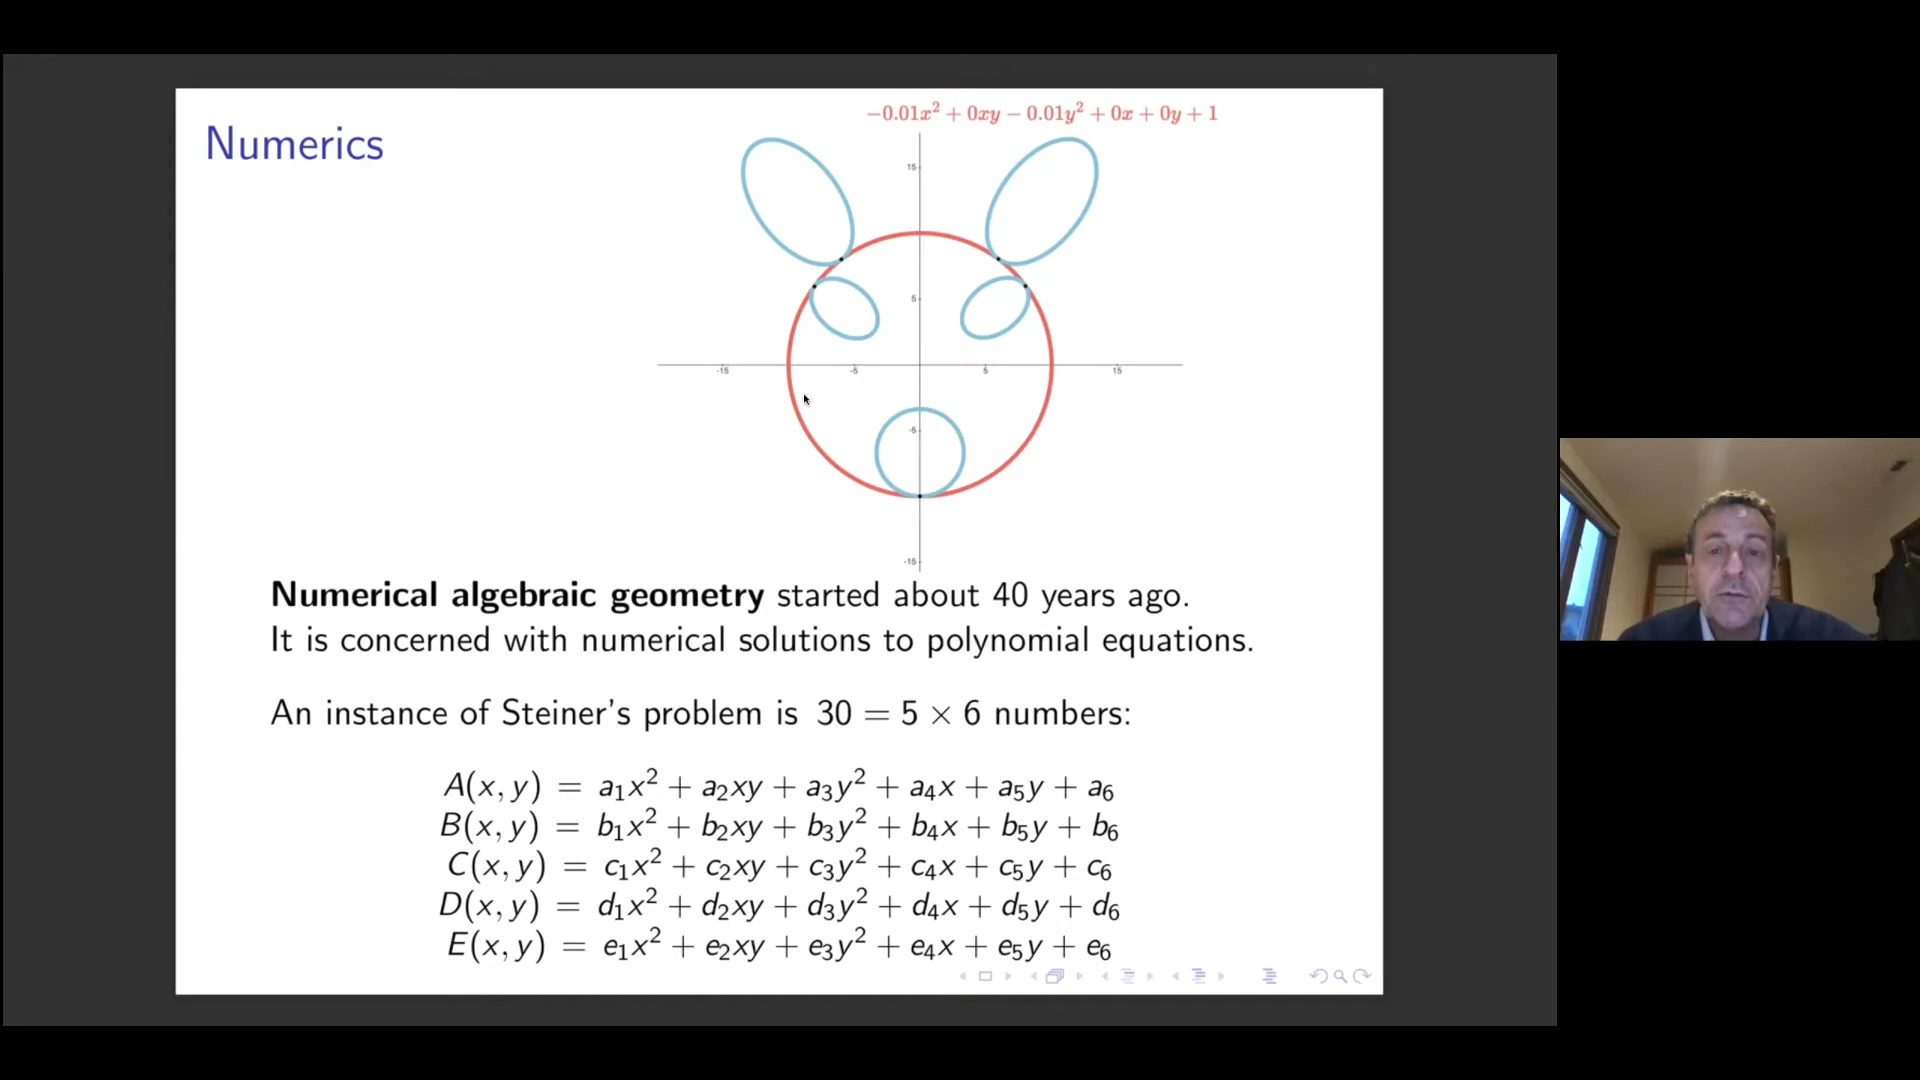 Numerics
−0.01x² + 0xy − 0.01y² + 0x + 0y + 1
15
5
-15 -5 5 15
-5
-15
Numerical algebraic geometry started about 40 years ago.
It is concerned with numerical solutions to polynomial equations.
An instance of Steiner's problem is 30 = 5 × 6 numbers:
A(x, y) = a₁x² + a₂xy + a₃y² + a₄x + a₅y + a₆
B(x, y) = b₁x² + b₂xy + b₃y² + b₄x + b₅y + b₆
C(x, y) = c₁x² + c₂xy + c₃y² + c₄x + c₅y + c₆
D(x, y) = d₁x² + d₂xy + d₃y² + d₄x + d₅y + d₆
E(x, y) = e₁x² + e₂xy + e₃y² + e₄x + e₅y + e₆